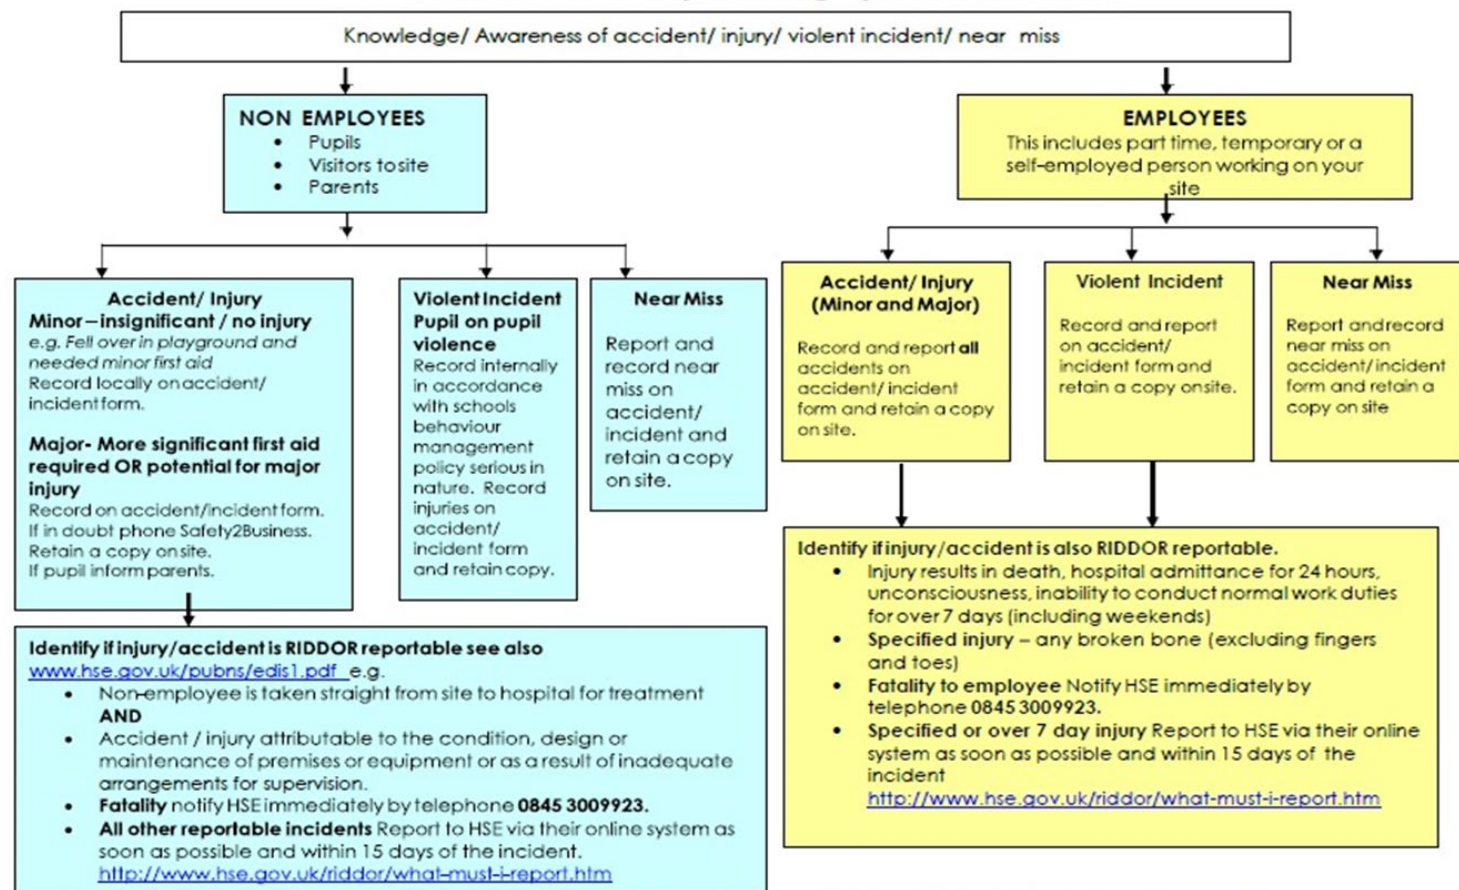 Knowledge/ Awareness of accident/ injury/ violent incident/ near miss
NON EMPLOYEES
• Pupils
• Visitors tosite
• Parents
EMPLOYEES
This includes part time, temporary or a
self-employed person working on your
site
Accident/ Injury
Minor – insignificant / no injury
e.g. Fell over in playground and
needed minor first aid
Record locally on accident/
incident form.
Major- More significant first aid
required OR potential for major
injury
Record on accident/incident form.
If in doubt phone Safety2Business.
Retain a copy onsite.
If pupil inform parents.
Violent Incident
Pupil on pupil
violence
Record internally
in accordance
with schools
behaviour
management
policy serious in
nature. Record
injuries on
accident/
incident form
and retain copy.
Near Miss
Report and
record near
miss on
accident/
incident and
retain a copy
on site.
Accident/ Injury
(Minor and Major)
Record and report all
accidents on
accident/ incident
form and retain a copy
on site.
Violent Incident
Record and report
on accident/
incident form and
retain a copy onsite.
Near Miss
Report and record
near miss on
accident/ incident
form and retain a
copy on site
Identify if injury/accident is RIDDOR reportable see also
www.hse.gov.uk/pubns/edis1.pdf e.g.
• Non-employee is taken straight from site to hospital for treatment
AND
• Accident / injury attributable to the condition, design or
maintenance of premises or equipment or as a result of inadequate
arrangements for supervision.
• Fatality notify HSE immediately by telephone 0845 3009923.
• All other reportable incidents Report to HSE via their online system as
soon as possible and within 15 days of the incident.
http://www.hse.gov.uk/riddor/what-must-i-report.htm
Identify if injury/accident is also RIDDOR reportable.
• Injury results in death, hospital admittance for 24 hours,
unconsciousness, inability to conduct normal work duties
for over 7 days (including weekends)
• Specified injury – any broken bone (excluding fingers
and toes)
• Fatality to employee Notify HSE immediately by
telephone 0845 3009923.
• Specified or over 7 day injury Report to HSE via their online
system as soon as possible and within 15 days of the
incident
http://www.hse.gov.uk/riddor/what-must-i-report.htm